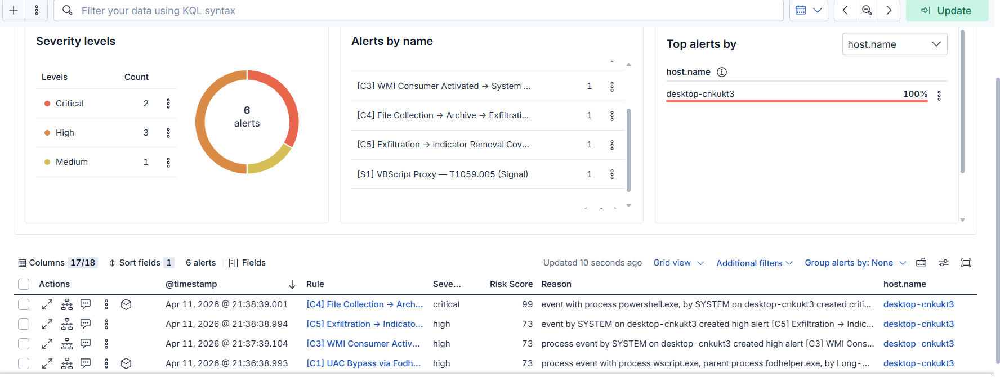 Filter your data using KQL syntax
Update
Severity levels
Levels Count
Critical 2
High 3
Medium 1
6
alerts
Alerts by name
[C3] WMI Consumer Activated → System ... 1
[C4] File Collection → Archive → Exfiltrati... 1
[C5] Exfiltration → Indicator Removal Cov... 1
[S1] VBScript Proxy — T1059.005 (Signal) 1
Top alerts by host.name
host.name
desktop-cnkukt3 100%
Columns 17/18 Sort fields 1 6 alerts Fields Updated 10 seconds ago Grid view Additional filters Group alerts by: None
Actions @timestamp Rule Seve... Risk Score Reason host.name
Apr 11, 2026 @ 21:38:39.001 [C4] File Collection → Arch... critical 99 event with process powershell.exe, by SYSTEM on desktop-cnkukt3 created criti... desktop-cnkukt3
Apr 11, 2026 @ 21:38:38.994 [C5] Exfiltration → Indicato... high 73 event by SYSTEM on desktop-cnkukt3 created high alert [C5] Exfiltration → Indic... desktop-cnkukt3
Apr 11, 2026 @ 21:37:39.104 [C3] WMI Consumer Activ... high 73 process event by SYSTEM on desktop-cnkukt3 created high alert [C3] WMI Cons... desktop-cnkukt3
Apr 11, 2026 @ 21:36:38.993 [C1] UAC Bypass via Fodh... high 73 process event with process wscript.exe, parent process fodhelper.exe, by Long-... desktop-cnkukt3